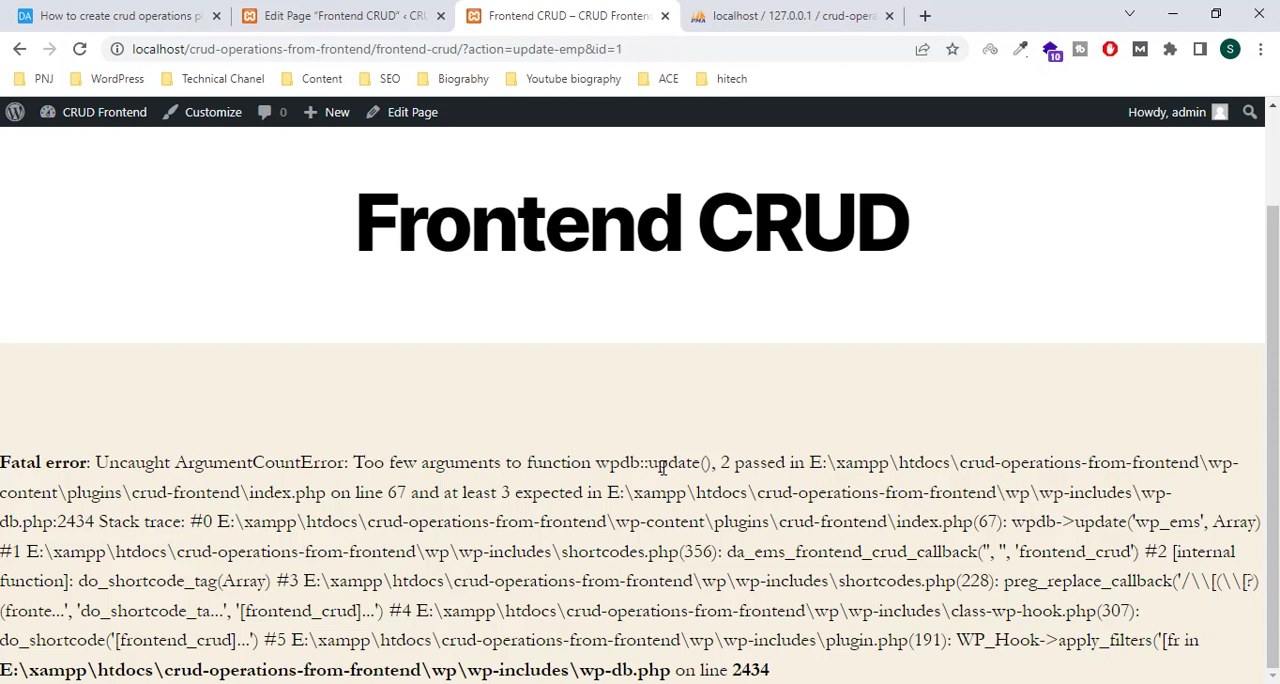 How to create crud operations pl
Edit Page “Frontend CRUD” ‹ CRU
Frontend CRUD – CRUD Frontend
PMA
localhost / 127.0.0.1 / crud-opera
DA
localhost/crud-operations-from-frontend/frontend-crud/?action=update-emp&id=1
10
M
S
PNJ
WordPress
Technical Chanel
Content
SEO
Biograbhy
Youtube biography
ACE
hitech
CRUD Frontend
Customize
0
New
Edit Page
Howdy, admin
Frontend CRUD
Fatal error: Uncaught ArgumentCountError: Too few arguments to function wpdb::update(), 2 passed in E:\xampp\htdocs\crud-operations-from-frontend\wp-
content\plugins\crud-frontend\index.php on line 67 and at least 3 expected in E:\xampp\htdocs\crud-operations-from-frontend\wp\wp-includes\wp-
db.php:2434 Stack trace: #0 E:\xampp\htdocs\crud-operations-from-frontend\wp-content\plugins\crud-frontend\index.php(67): wpdb->update('wp_ems', Array)
#1 E:\xampp\htdocs\crud-operations-from-frontend\wp\wp-includes\shortcodes.php(356): da_ems_frontend_crud_callback('', '', 'frontend_crud') #2 [internal
function]: do_shortcode_tag(Array) #3 E:\xampp\htdocs\crud-operations-from-frontend\wp\wp-includes\shortcodes.php(228): preg_replace_callback('/\\[(\\[?)
(fronte...', 'do_shortcode_ta...', '[frontend_crud]...') #4 E:\xampp\htdocs\crud-operations-from-frontend\wp\wp-includes\class-wp-hook.php(307):
do_shortcode('[frontend_crud]...') #5 E:\xampp\htdocs\crud-operations-from-frontend\wp\wp-includes\plugin.php(191): WP_Hook->apply_filters('[fr in
E:\xampp\htdocs\crud-operations-from-frontend\wp\wp-includes\wp-db.php on line 2434